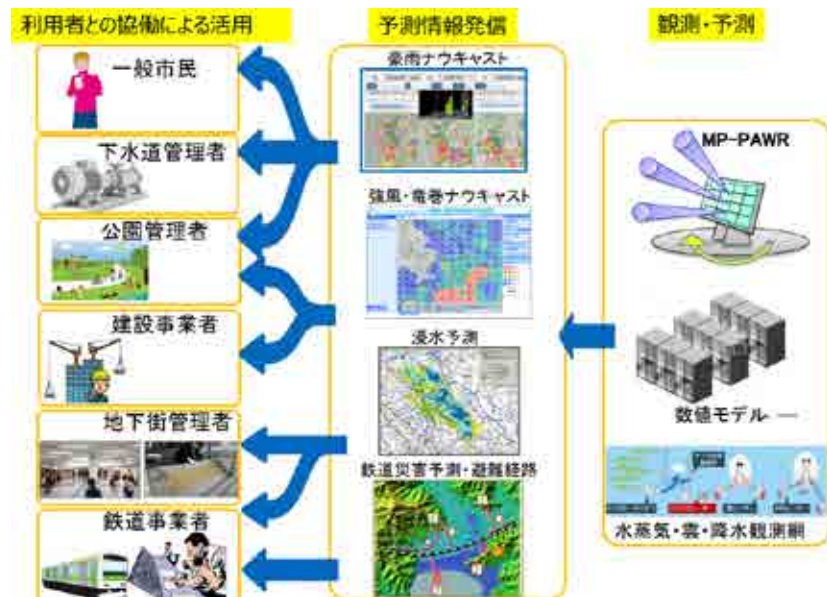 利用者との協働による活用
予測情報発信
観測・予測
一般市民
下水道管理者
公園管理者
建設事業者
地下街管理者
鉄道事業者
豪雨ナウキャスト
強風・竜巻ナウキャスト
浸水予測
鉄道災害予測・避難経路
MP-PAWR
数値モデル
水蒸気・雲・降水観測網